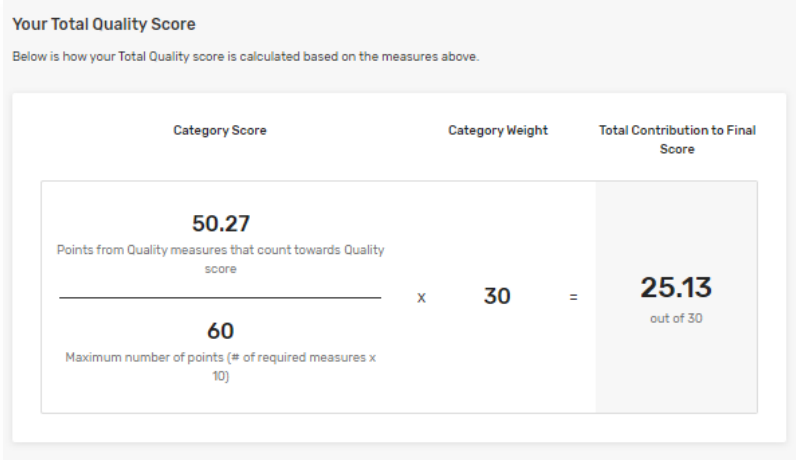 Your Total Quality Score
Below is how your Total Quality score is calculated based on the measures above.
Category Score
Category Weight
Total Contribution to Final
Score
50.27
Points from Quality measures that count towards Quality
score
60
Maximum number of points (# of required measures x
10)
x
30
=
25.13
out of 30